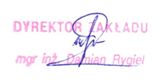 DYREKTOR ZAKŁADU
mgr inż. Damian Rygiel